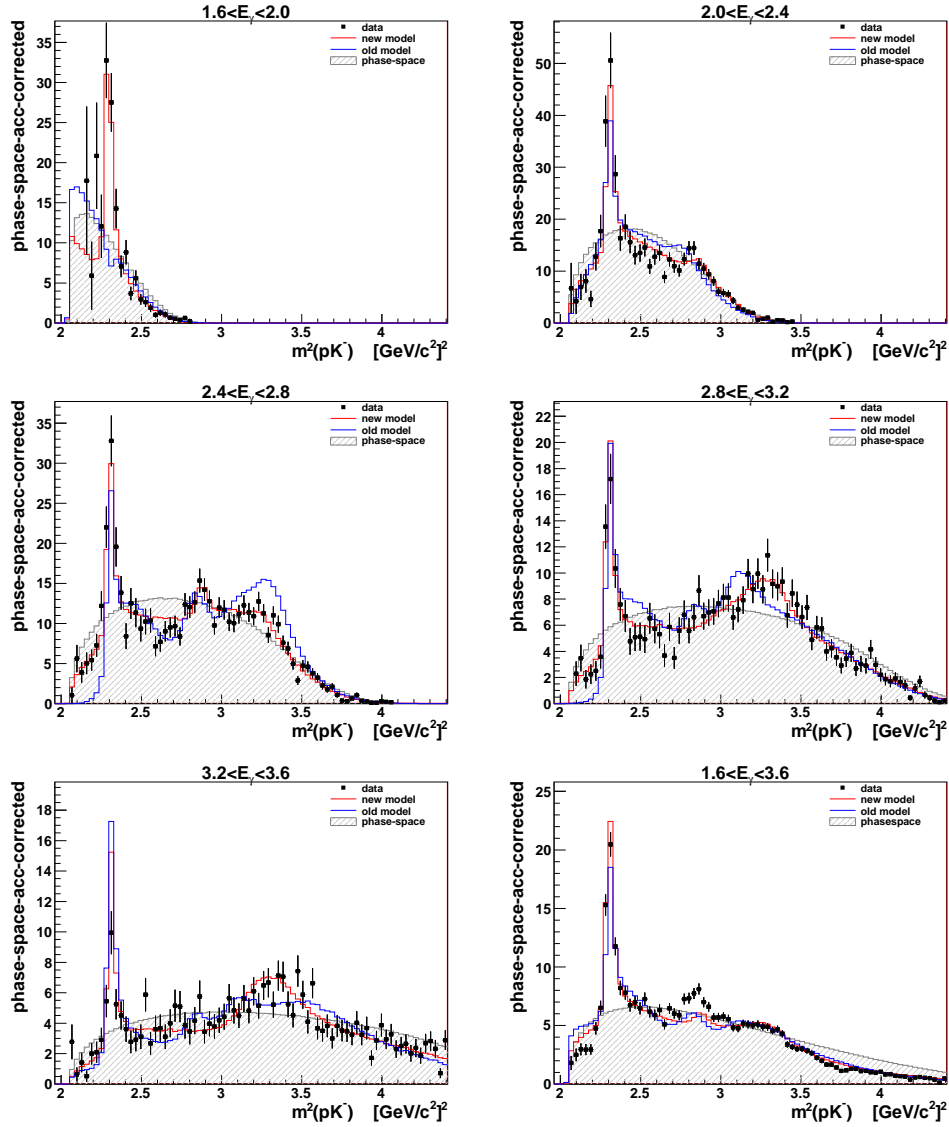 1.6<Eγ<2.0
phase-space-acc-corrected
35
30
25
20
15
10
5
0
data
new model
old model
phase-space
2 2.5 3 3.5 4
m²(pK⁻) [GeV/c²]²
2.0<Eγ<2.4
phase-space-acc-corrected
50
40
30
20
10
0
data
new model
old model
phase-space
2 2.5 3 3.5 4
m²(pK⁻) [GeV/c²]²
2.4<Eγ<2.8
phase-space-acc-corrected
35
30
25
20
15
10
5
0
data
new model
old model
phase-space
2 2.5 3 3.5 4
m²(pK⁻) [GeV/c²]²
2.8<Eγ<3.2
phase-space-acc-corrected
22
20
18
16
14
12
10
8
6
4
2
0
data
new model
old model
phase-space
2 2.5 3 3.5 4
m²(pK⁻) [GeV/c²]²
3.2<Eγ<3.6
phase-space-acc-corrected
18
16
14
12
10
8
6
4
2
0
data
new model
old model
phase-space
2 2.5 3 3.5 4
m²(pK⁻) [GeV/c²]²
1.6<Eγ<3.6
phase-space-acc-corrected
25
20
15
10
5
0
data
new model
old model
phasespace
2 2.5 3 3.5 4
m²(pK⁻) [GeV/c²]²